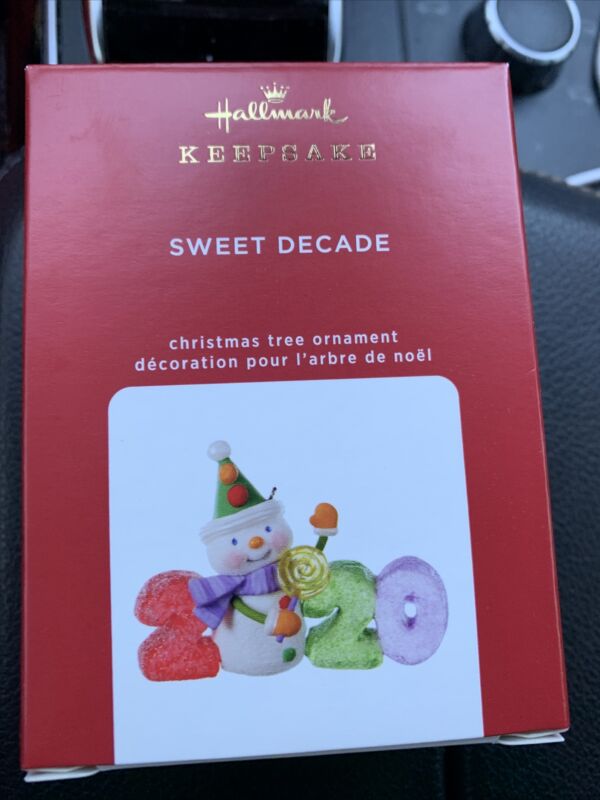 Hallmark
KEEPSAKE
SWEET DECADE
christmas tree ornament
décoration pour l'arbre de noël
2020